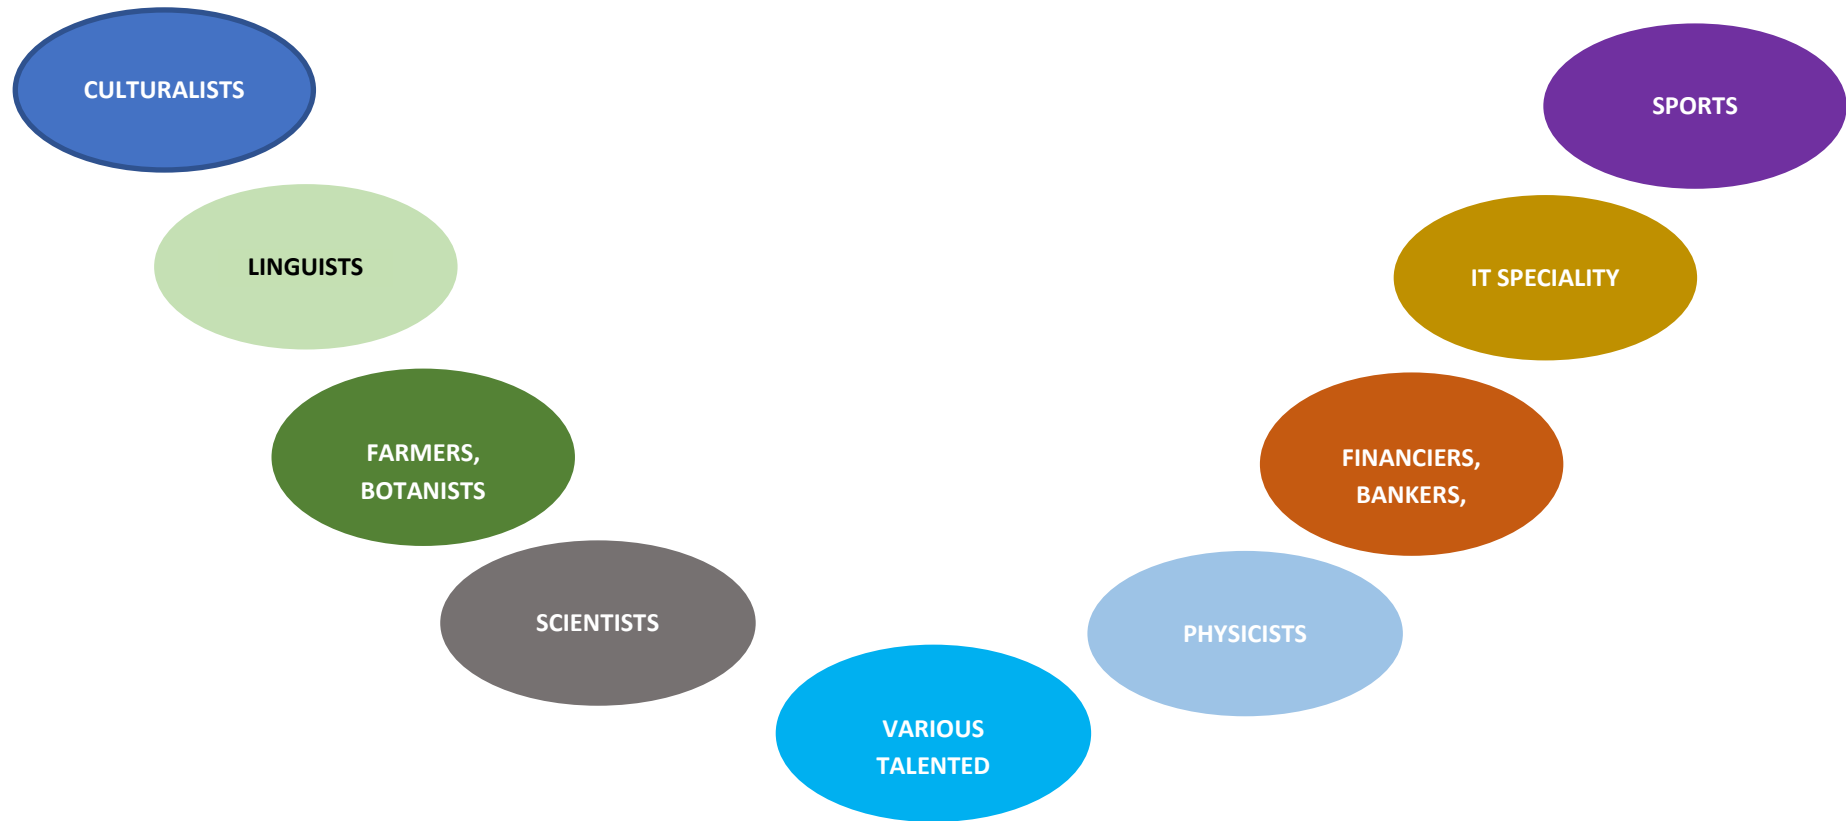 CULTURALISTS
SPORTS
LINGUISTS
IT SPECIALITY
FARMERS,
BOTANISTS
FINANCIERS,
BANKERS,
SCIENTISTS
PHYSICISTS
VARIOUS
TALENTED